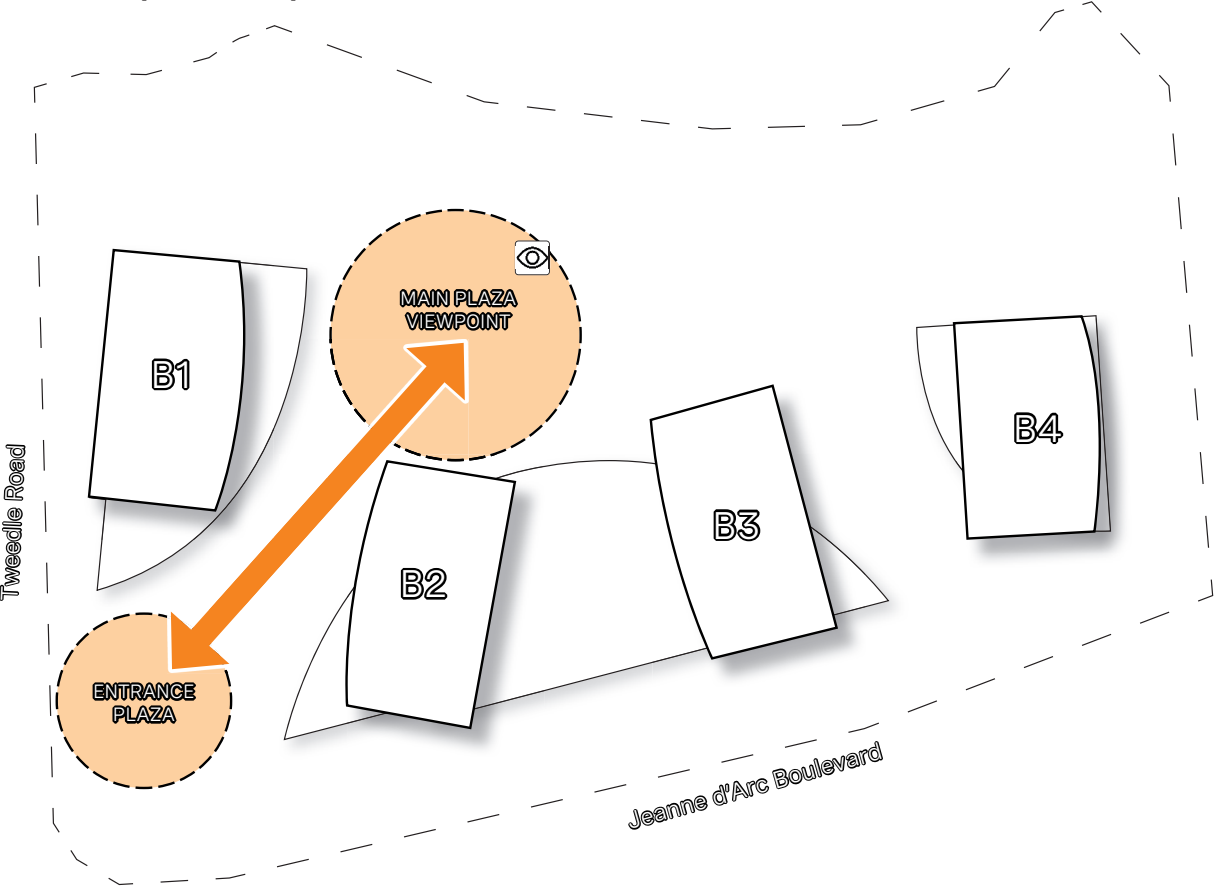 MAIN PLAZA
VIEWPOINT
B1
B4
B3
B2
Tweedle Road
ENTRANCE
PLAZA
Jeanne d'Arc Boulevard